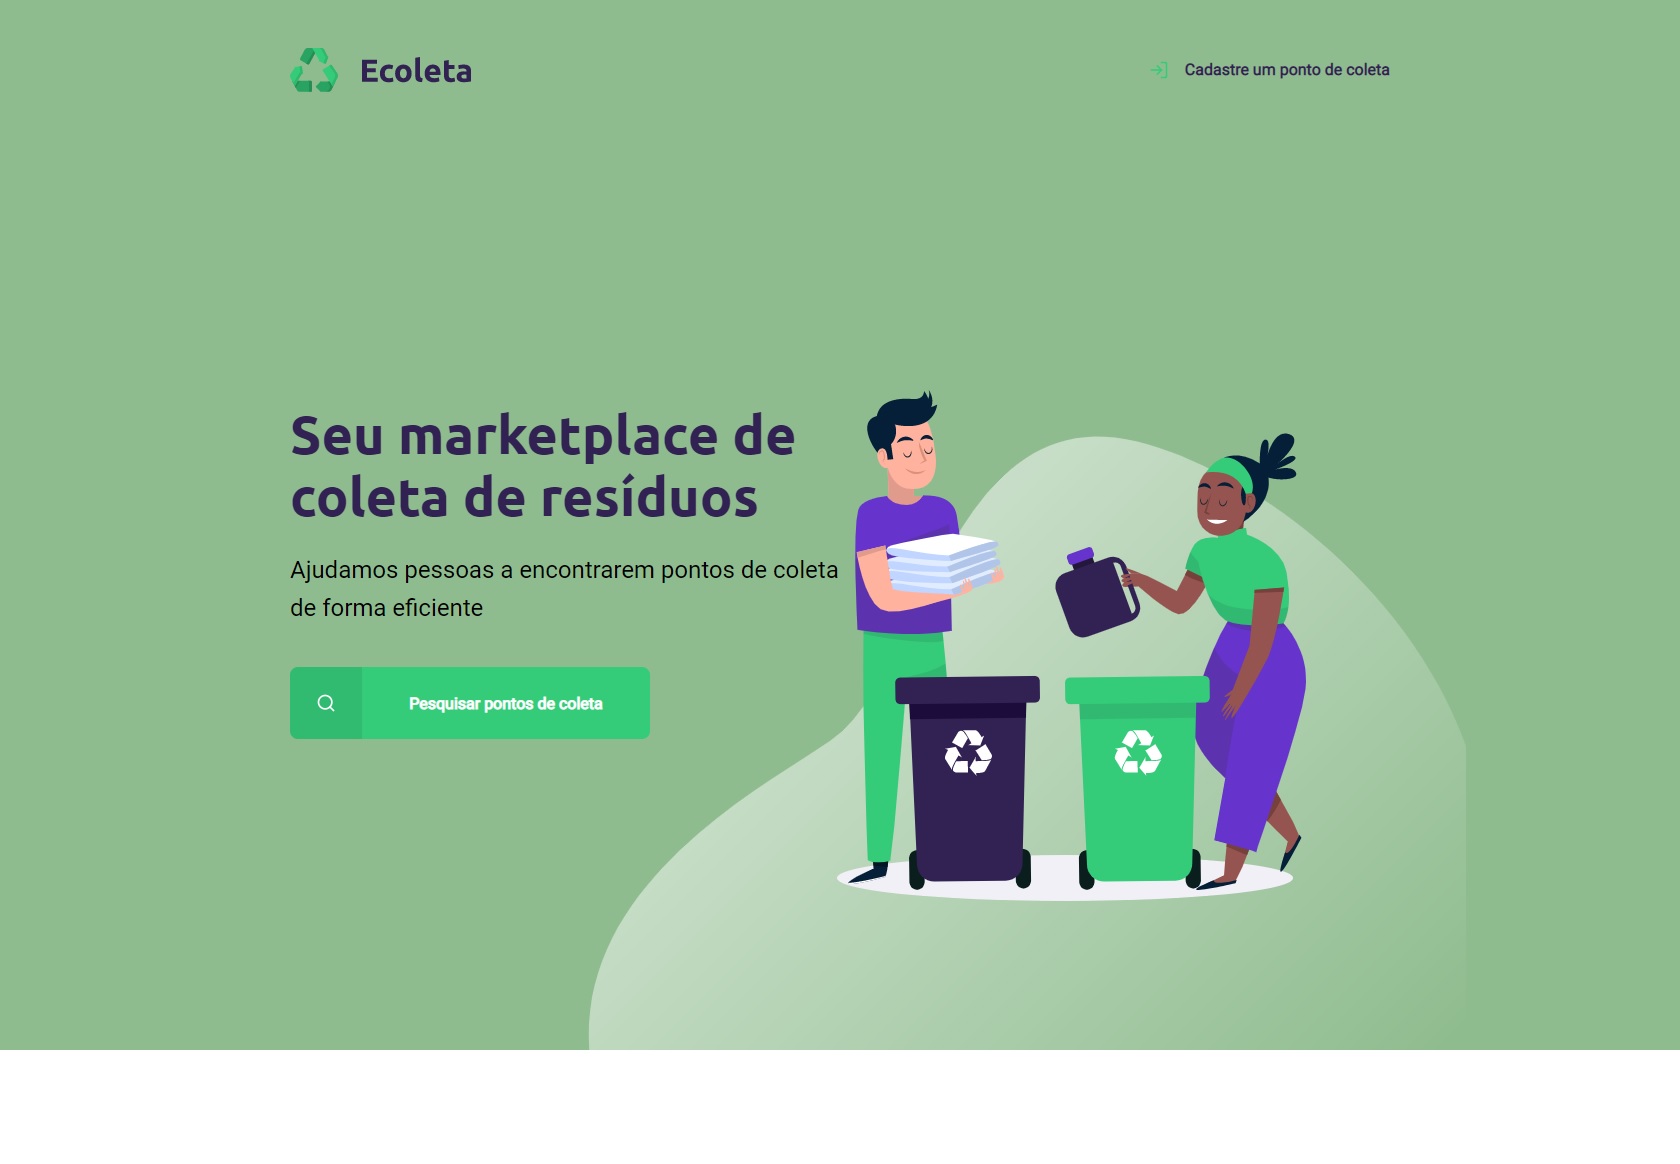 Ecoleta
Cadastre um ponto de coleta
Seu marketplace de
coleta de resíduos
Ajudamos pessoas a encontrarem pontos de coleta
de forma eficiente
Pesquisar pontos de coleta